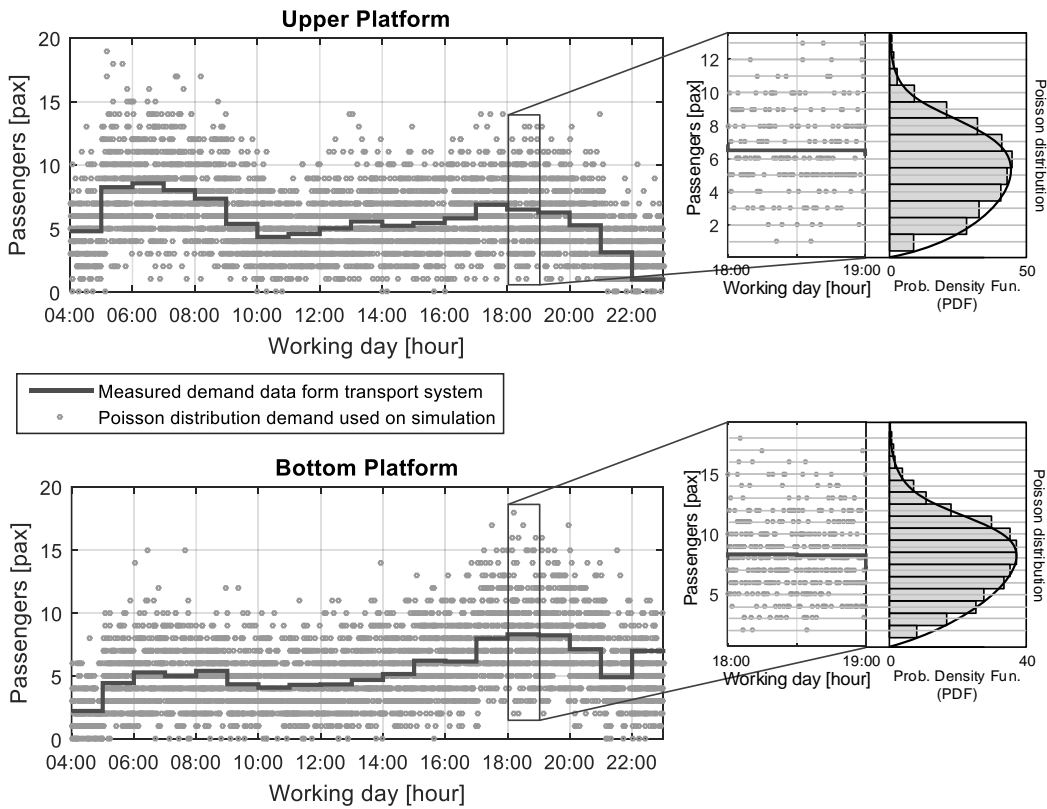 Upper Platform
20
15
10
5
0
Passengers [pax]
04:00 06:00 08:00 10:00 12:00 14:00 16:00 18:00 20:00 22:00
Working day [hour]
12
10
8
6
4
2
Passengers [pax]
18:00 19:00
Working day [hour]
0 50
Prob. Density Fun.
(PDF)
Poisson distribution
Measured demand data form transport system
Poisson distribution demand used on simulation
Bottom Platform
20
15
10
5
0
Passengers [pax]
04:00 06:00 08:00 10:00 12:00 14:00 16:00 18:00 20:00 22:00
Working day [hour]
15
10
5
Passengers [pax]
18:00 19:00
Working day [hour]
0 40
Prob. Density Fun.
(PDF)
Poisson distribution